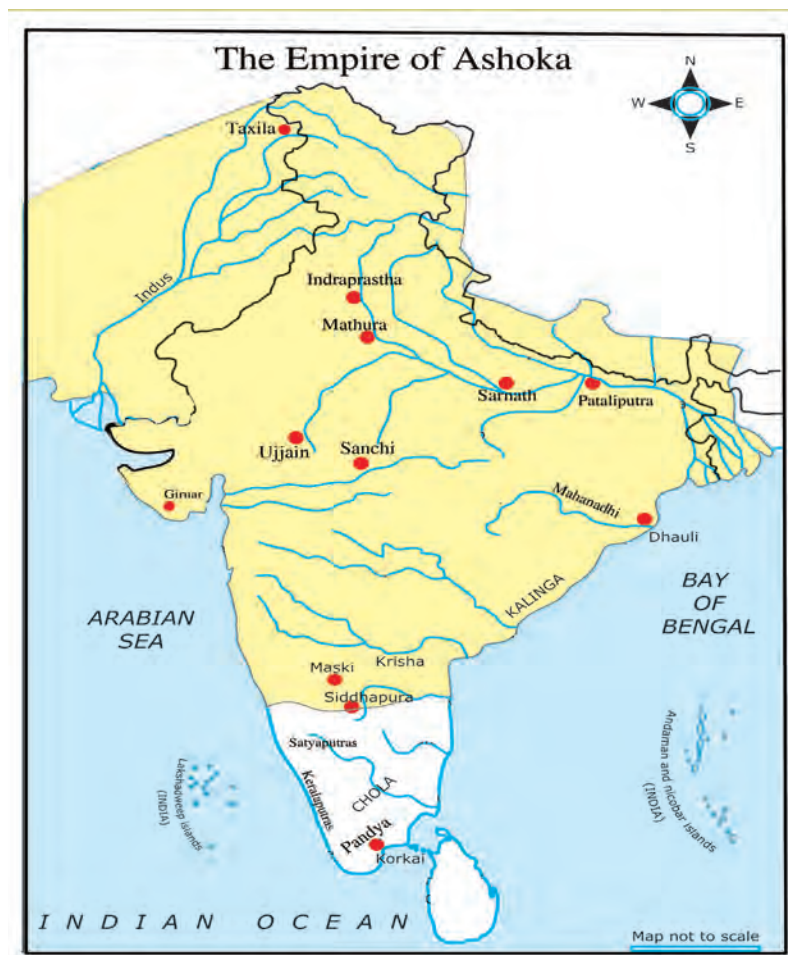 The Empire of Ashoka
N
W
E
S
Taxila
Indus
Indraprastha
Mathura
Sarnath
Pataliputra
Ujjain
Sanchi
Girnar
Mahanadhi
Dhauli
KALINGA
ARABIAN
SEA
BAY
OF
BENGAL
Maski
Krisha
Siddhapura
Satyaputras
Keralaputras
CHOLA
Pandya
Korkai
Lakshadweep islands
(INDIA)
Andaman and nicobar islands
(INDIA)
INDIAN OCEAN
Map not to scale